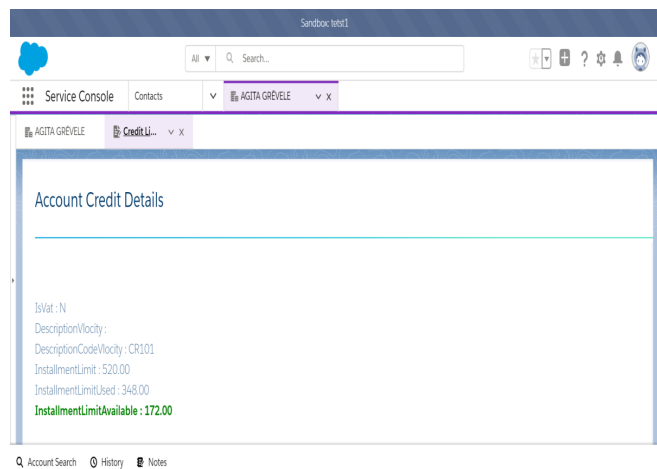 Sandbox: tetst1
All
Search...
Service Console
Contacts
AGITA GRĒVELE
AGITA GRĒVELE
Credit Li...
Account Credit Details
IsVat : N
DescriptionVlocity :
DescriptionCodeVlocity : CR101
InstallmentLimit : 520.00
InstallmentLimitUsed : 348.00
InstallmentLimitAvailable : 172.00
Account Search
History
Notes